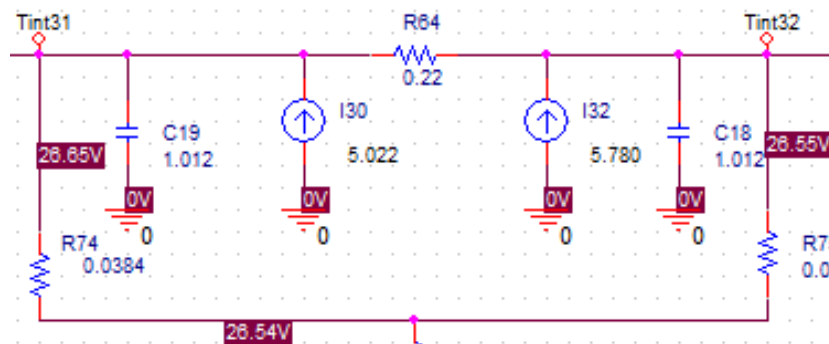 Tint31
R64
Tint32
0.22
C19
1.012
I30
5.022
I32
5.780
C18
1.012
26.65V
26.55V
0V
0V
0V
0V
0
0
0
0
R74
0.0384
26.54V